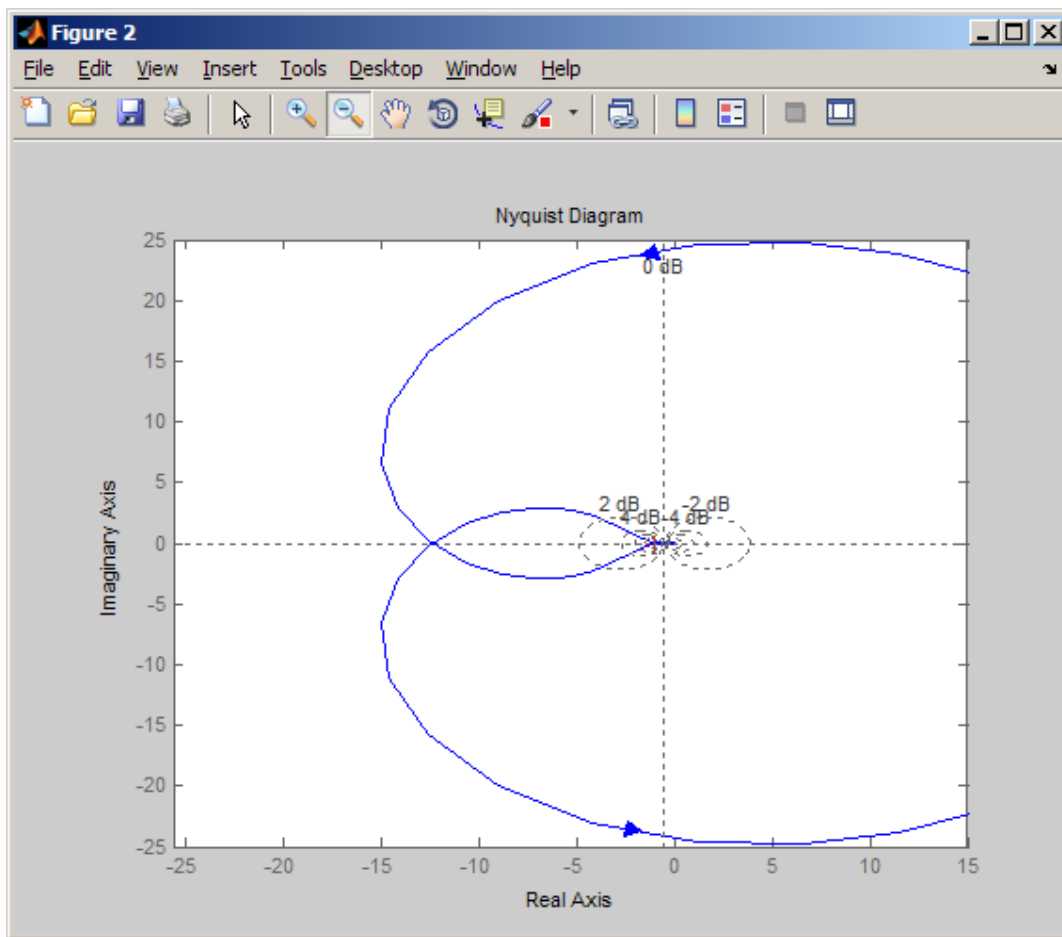 Figure 2
File Edit View Insert Tools Desktop Window Help
Nyquist Diagram
25
20
15
10
5
0
-5
-10
-15
-20
-25
Imaginary Axis
0 dB
2 dB
-2 dB
4 dB
-4 dB
-25 -20 -15 -10 -5 0 5 10 15
Real Axis